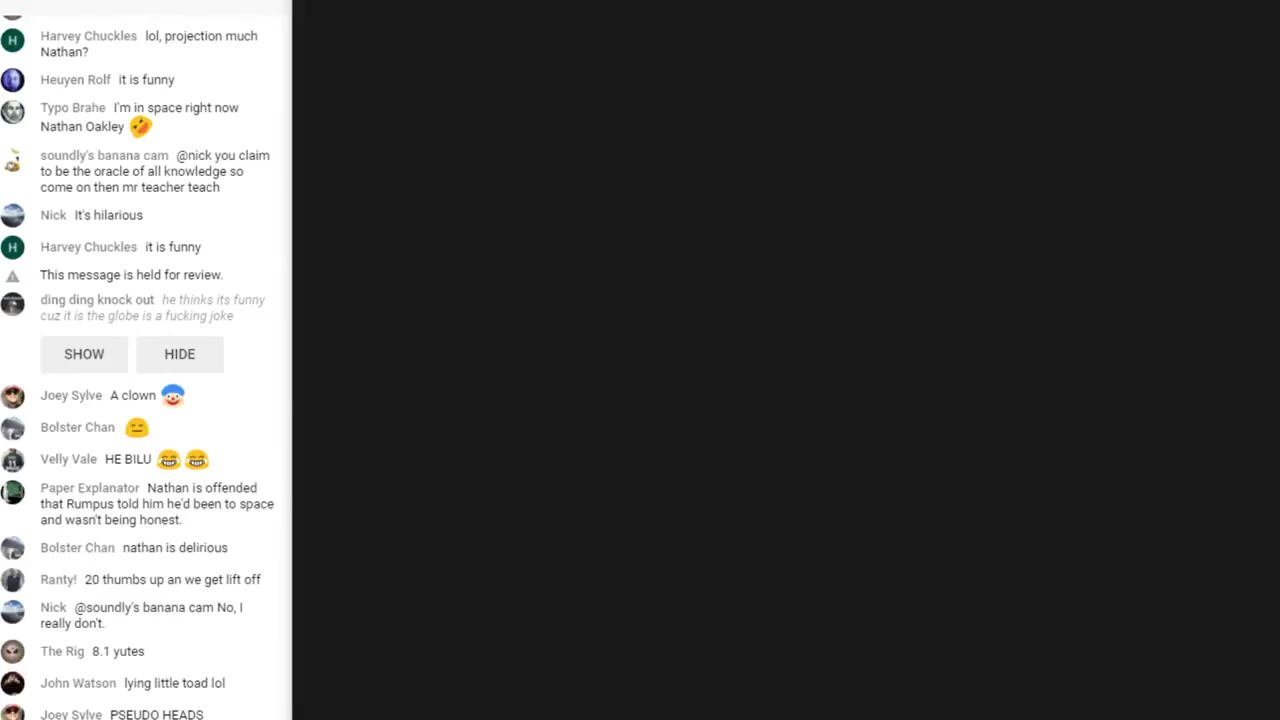 Harvey Chuckles lol, projection much
Nathan?
Heuyen Rolf it is funny
Typo Brahe I'm in space right now
Nathan Oakley 🤣
soundly's banana cam @nick you claim
to be the oracle of all knowledge so
come on then mr teacher teach
Nick It's hilarious
H Harvey Chuckles it is funny
This message is held for review.
ding ding knock out he thinks its funny
cuz it is the globe is a fucking joke
SHOW HIDE
Joey Sylve A clown 🤡
Bolster Chan 😑
Velly Vale HE BILU 😂 😂
Paper Explanator Nathan is offended
that Rumpus told him he'd been to space
and wasn't being honest.
Bolster Chan nathan is delirious
Ranty! 20 thumbs up an we get lift off
Nick @soundly's banana cam No, I
really don't.
The Rig 8.1 yutes
John Watson lying little toad lol
Joey Sylve PSEUDO HEADS